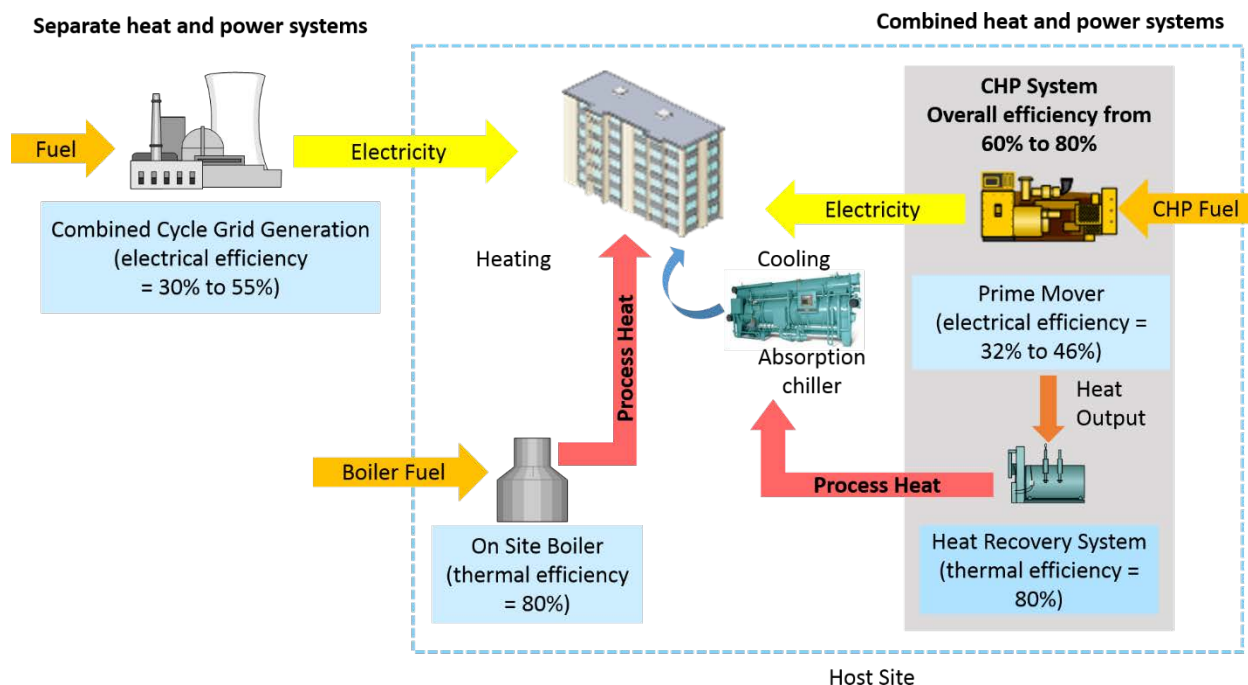 Separate heat and power systems
Combined heat and power systems
Fuel
Electricity
Combined Cycle Grid Generation
(electrical efficiency
= 30% to 55%)
CHP System
Overall efficiency from
60% to 80%
Electricity
CHP Fuel
Heating
Cooling
Absorption
chiller
Process Heat
Prime Mover
(electrical efficiency =
32% to 46%)
Heat
Output
Boiler Fuel
Process Heat
On Site Boiler
(thermal efficiency
= 80%)
Heat Recovery System
(thermal efficiency =
80%)
Host Site